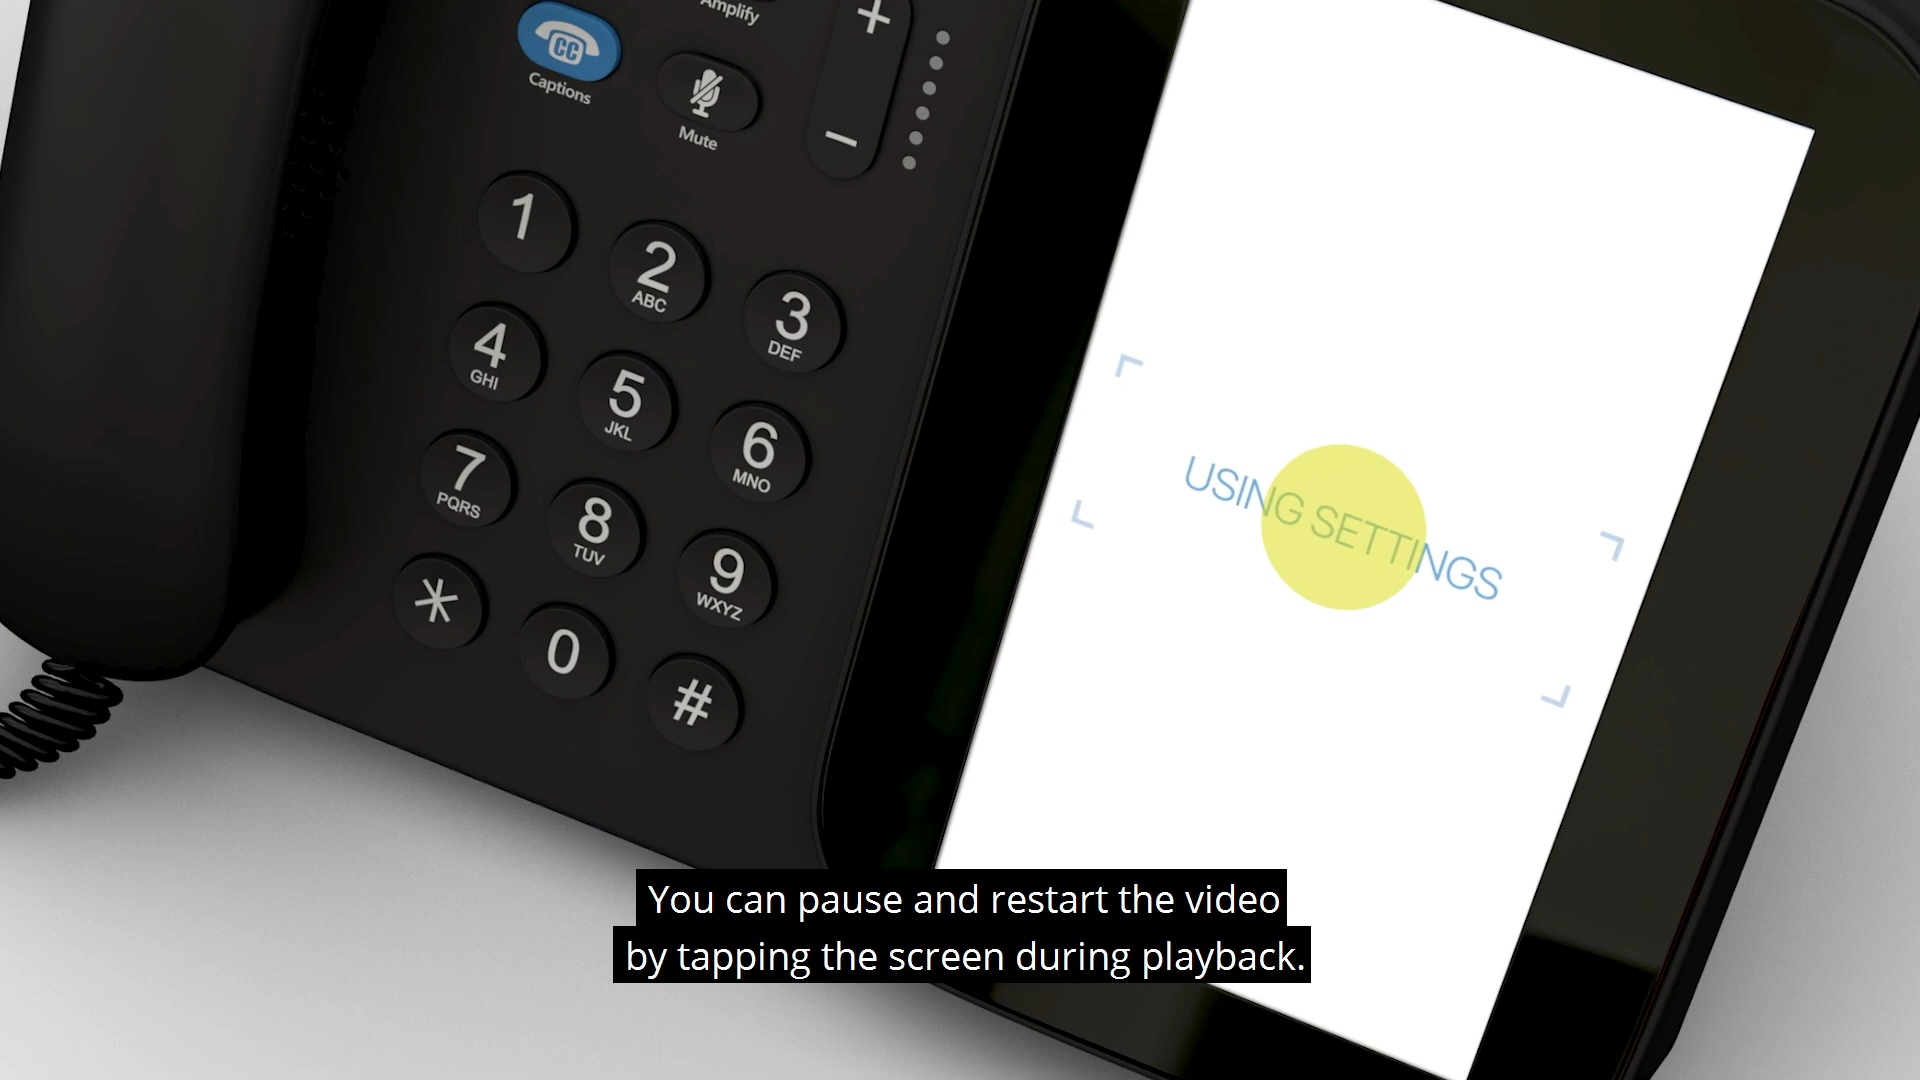 Amplify
+
CC
Captions
Mute
−
1
2
ABC
3
DEF
4
GHI
5
JKL
6
MNO
7
PQRS
8
TUV
9
WXYZ
*
0
#
USING SETTINGS
You can pause and restart the video
by tapping the screen during playback.